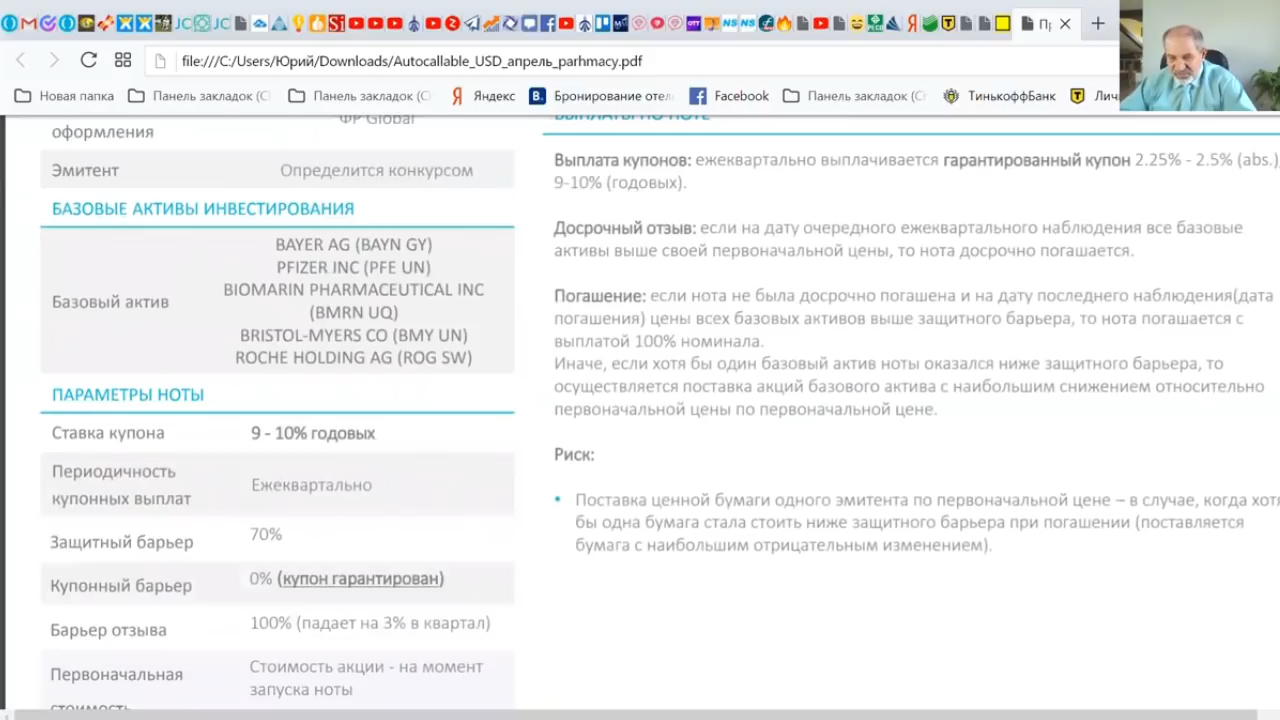 Пр
file:///C:/Users/Юрий/Downloads/Autocallable_USD_апрель_parhmacy.pdf
Новая папка
Панель закладок (С
Панель закладок (С
Яндекс
Бронирование отел
Facebook
Панель закладок (Сг
ТинькоффБанк
Личн
оформления
ФР Global
Эмитент
Определится конкурсом
БАЗОВЫЕ АКТИВЫ ИНВЕСТИРОВАНИЯ
Базовый актив
BAYER AG (BAYN GY)
PFIZER INC (PFE UN)
BIOMARIN PHARMACEUTICAL INC
(BMRN UQ)
BRISTOL-MYERS CO (BMY UN)
ROCHE HOLDING AG (ROG SW)
ПАРАМЕТРЫ НОТЫ
Ставка купона
9 - 10% годовых
Периодичность
купонных выплат
Ежеквартально
Защитный барьер
70%
Купонный барьер
0% (купон гарантирован)
Барьер отзыва
100% (падает на 3% в квартал)
Первоначальная
стоимость
Стоимость акции - на момент
запуска ноты
ВЫПЛАТЫ ПО НОТЕ
Выплата купонов: ежеквартально выплачивается гарантированный купон 2.25% - 2.5% (abs.),
9-10% (годовых).
Досрочный отзыв: если на дату очередного ежеквартального наблюдения все базовые
активы выше своей первоначальной цены, то нота досрочно погашается.
Погашение: если нота не была досрочно погашена и на дату последнего наблюдения(дата
погашения) цены всех базовых активов выше защитного барьера, то нота погашается с
выплатой 100% номинала.
Иначе, если хотя бы один базовый актив ноты оказался ниже защитного барьера, то
осуществляется поставка акций базового актива с наибольшим снижением относительно
первоначальной цены по первоначальной цене.
Риск:
• Поставка ценной бумаги одного эмитента по первоначальной цене – в случае, когда хотя
бы одна бумага стала стоить ниже защитного барьера при погашении (поставляется
бумага с наибольшим отрицательным изменением).